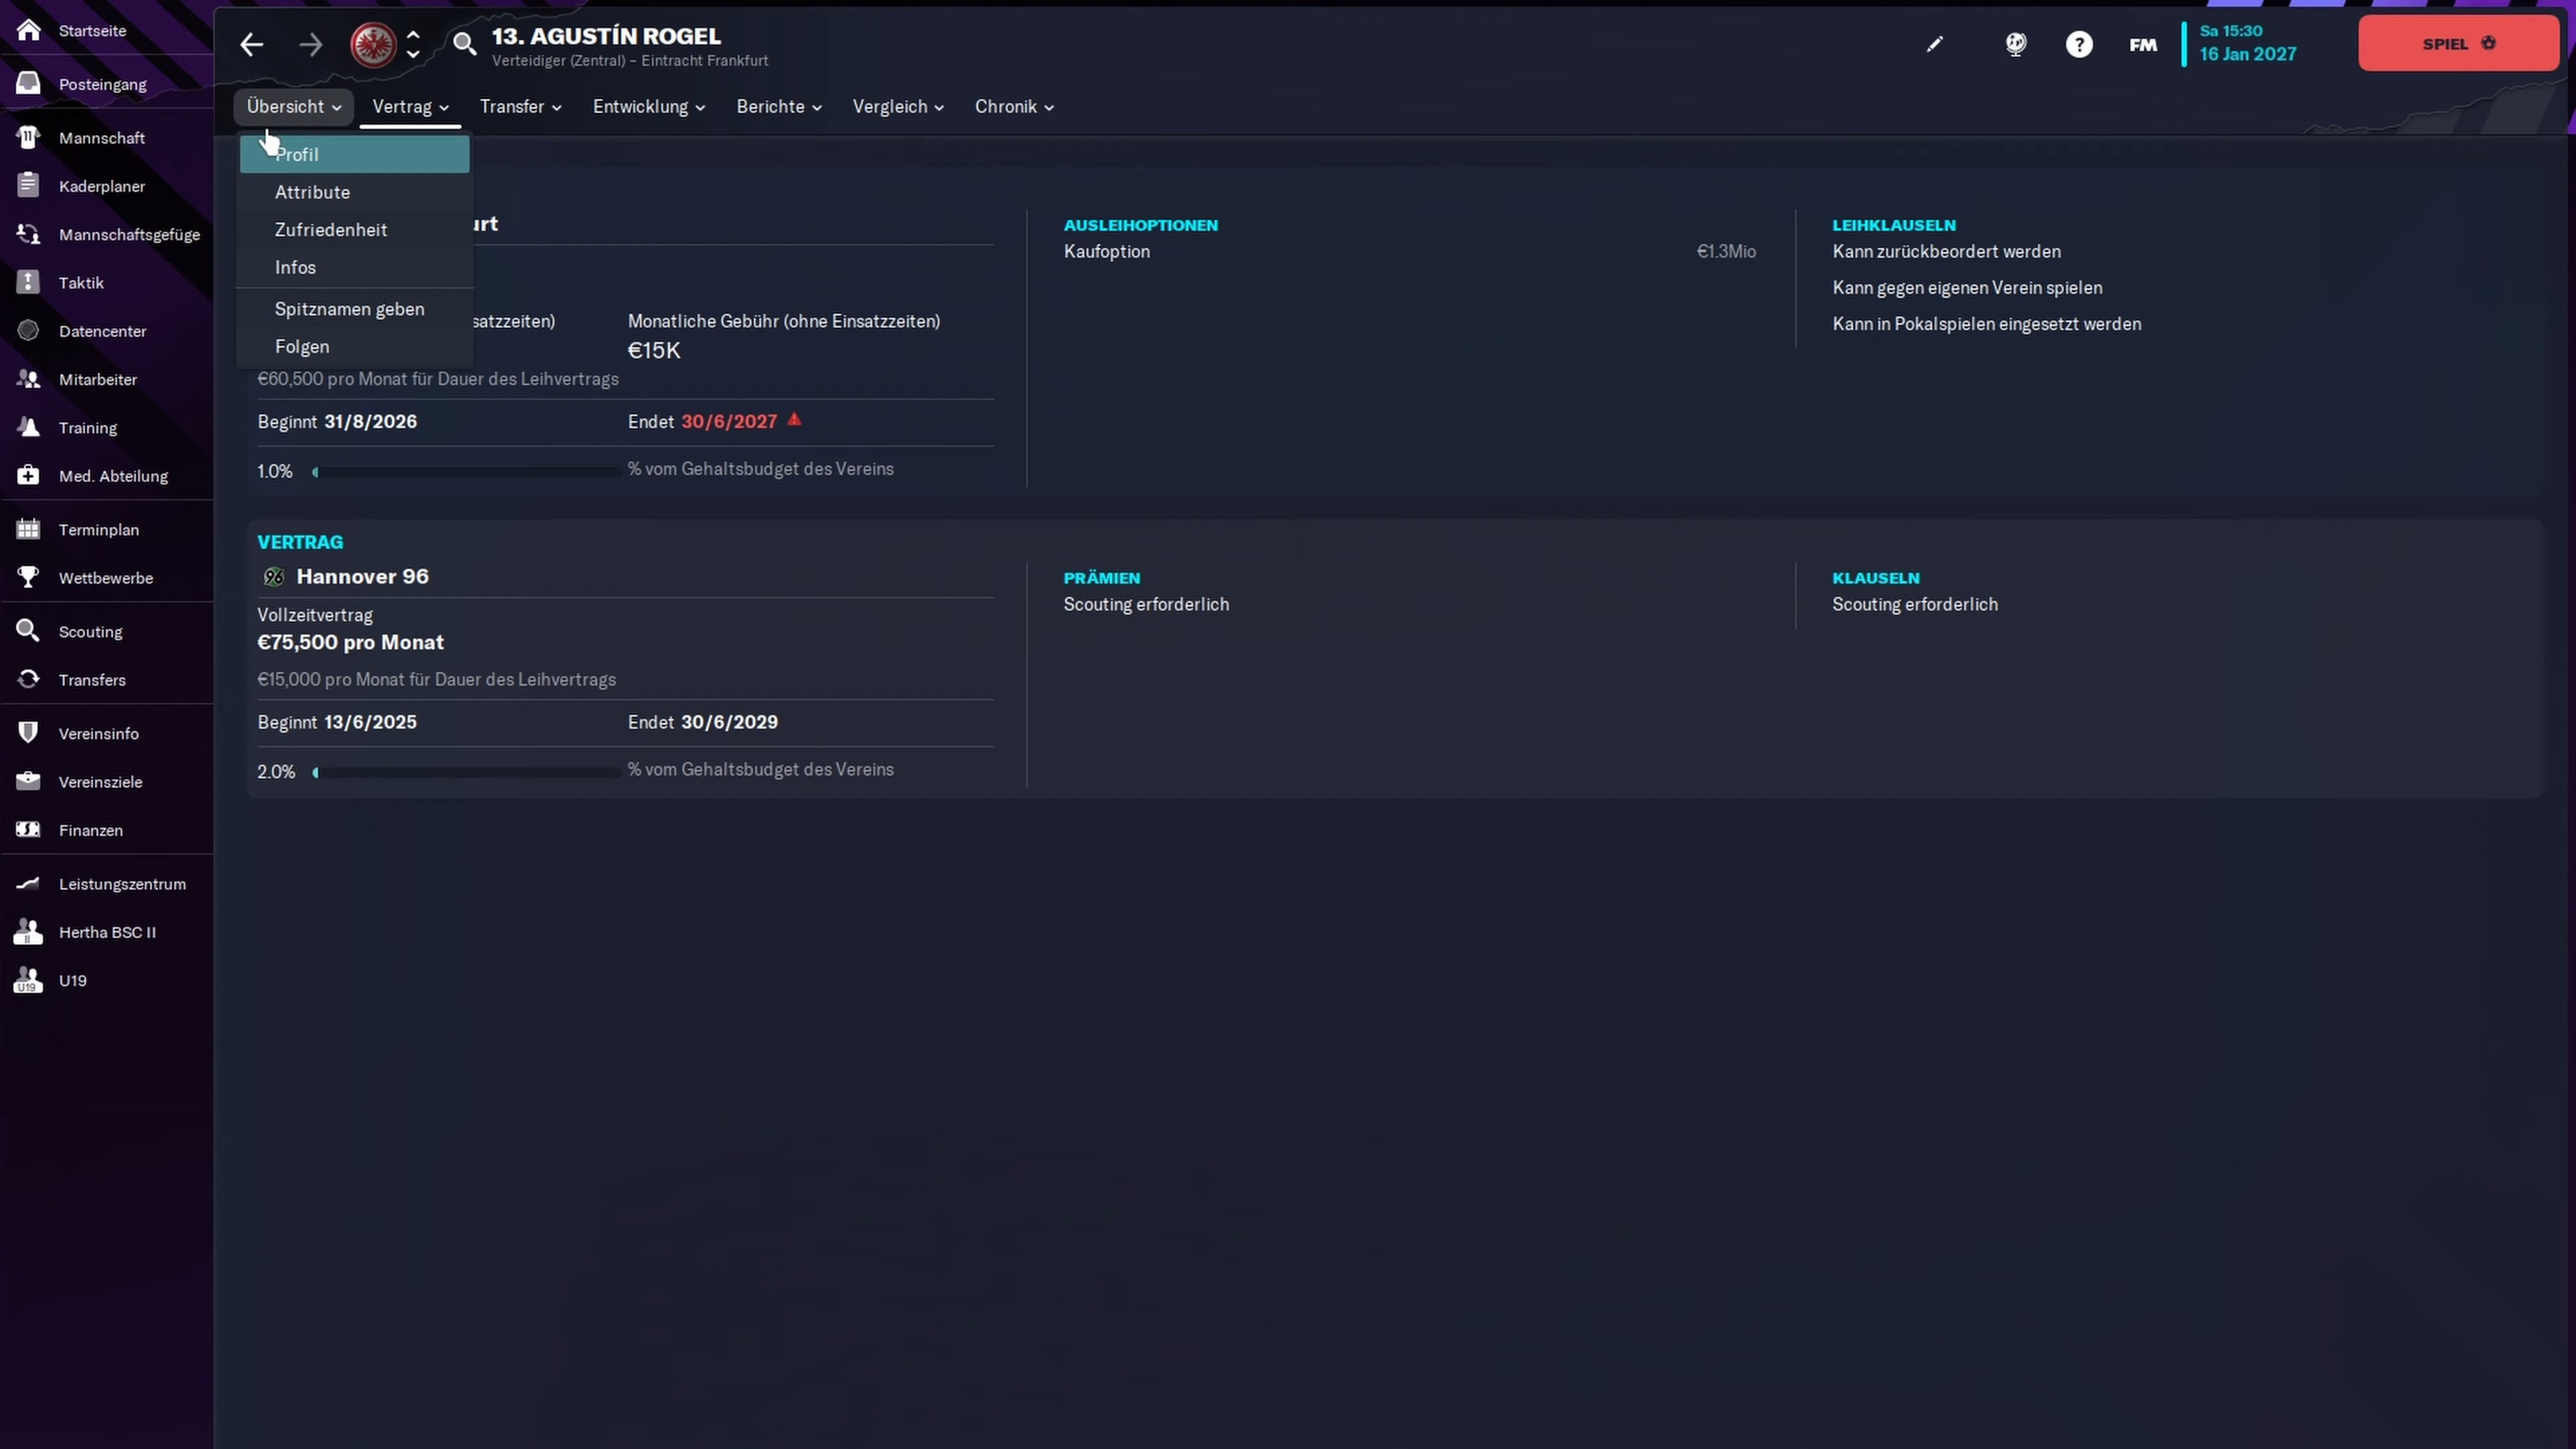 Startseite
Posteingang
Mannschaft
Kaderplaner
Mannschaftsgefüge
Taktik
Datencenter
Mitarbeiter
Training
Med. Abteilung
Terminplan
Wettbewerbe
Scouting
Transfers
Vereinsinfo
Vereinsziele
Finanzen
Leistungszentrum
Hertha BSC II
U19
13. AGUSTÍN ROGEL
Verteidiger (Zentral) – Eintracht Frankfurt
FM
Sa 15:30
16 Jan 2027
SPIEL
Übersicht
Vertrag
Transfer
Entwicklung
Berichte
Vergleich
Chronik
Profil
Attribute
Zufriedenheit
Infos
Spitznamen geben
Folgen
urt
satzzeiten)
Monatliche Gebühr (ohne Einsatzzeiten)
€15K
€60,500 pro Monat für Dauer des Leihvertrags
Beginnt 31/8/2026
Endet 30/6/2027
1.0%
% vom Gehaltsbudget des Vereins
AUSLEIHOPTIONEN
Kaufoption €1.3Mio
LEIHKLAUSELN
Kann zurückbeordert werden
Kann gegen eigenen Verein spielen
Kann in Pokalspielen eingesetzt werden
VERTRAG
Hannover 96
Vollzeitvertrag
€75,500 pro Monat
€15,000 pro Monat für Dauer des Leihvertrags
Beginnt 13/6/2025
Endet 30/6/2029
2.0%
% vom Gehaltsbudget des Vereins
PRÄMIEN
Scouting erforderlich
KLAUSELN
Scouting erforderlich